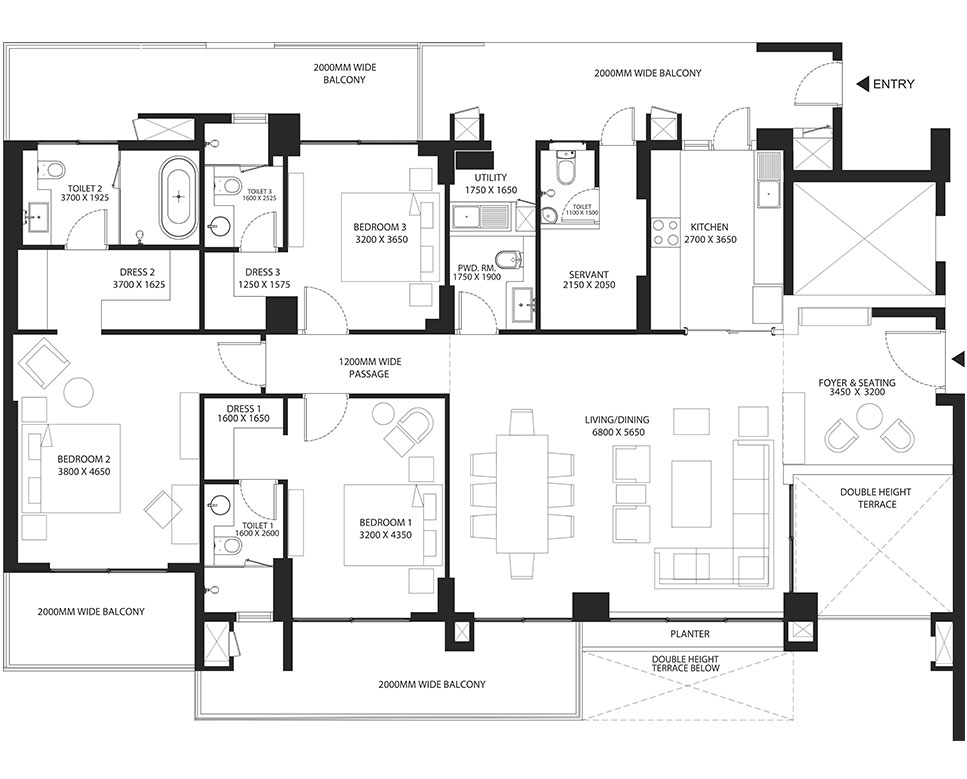 2000MM WIDE
BALCONY
2000MM WIDE BALCONY
ENTRY
TOILET 2
3700 X 1925
TOILET 3
1600 X 2525
BEDROOM 3
3200 X 3650
UTILITY
1750 X 1650
TOILET
1100 X 1500
KITCHEN
2700 X 3650
DRESS 2
3700 X 1625
DRESS 3
1250 X 1575
PWD. RM.
1750 X 1900
SERVANT
2150 X 2050
1200MM WIDE
PASSAGE
FOYER & SEATING
3450 X 3200
DRESS 1
1600 X 1650
LIVING/DINING
6800 X 5650
BEDROOM 2
3800 X 4650
DOUBLE HEIGHT
TERRACE
TOILET 1
1600 X 2600
BEDROOM 1
3200 X 4350
2000MM WIDE BALCONY
PLANTER
DOUBLE HEIGHT
TERRACE BELOW
2000MM WIDE BALCONY